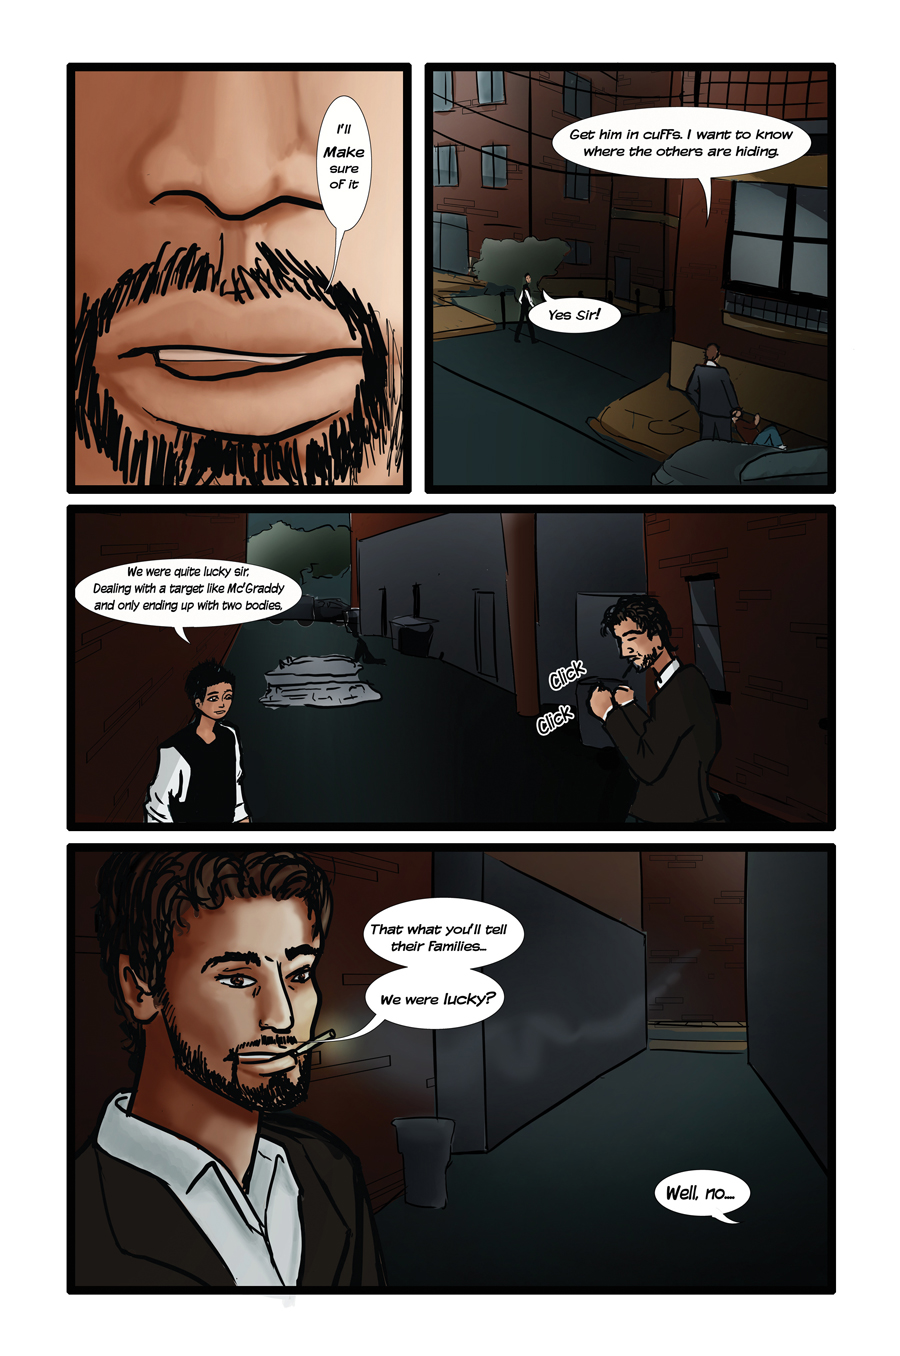 I'll
Make
sure
of it
Get him in cuffs. I want to know
where the others are hiding.
Yes Sir!
We were quite lucky sir.
Dealing with a target like Mc'Graddy
and only ending up with two bodies.
Click
Click
That what you'll tell
their families...
We were lucky?
Well, no....